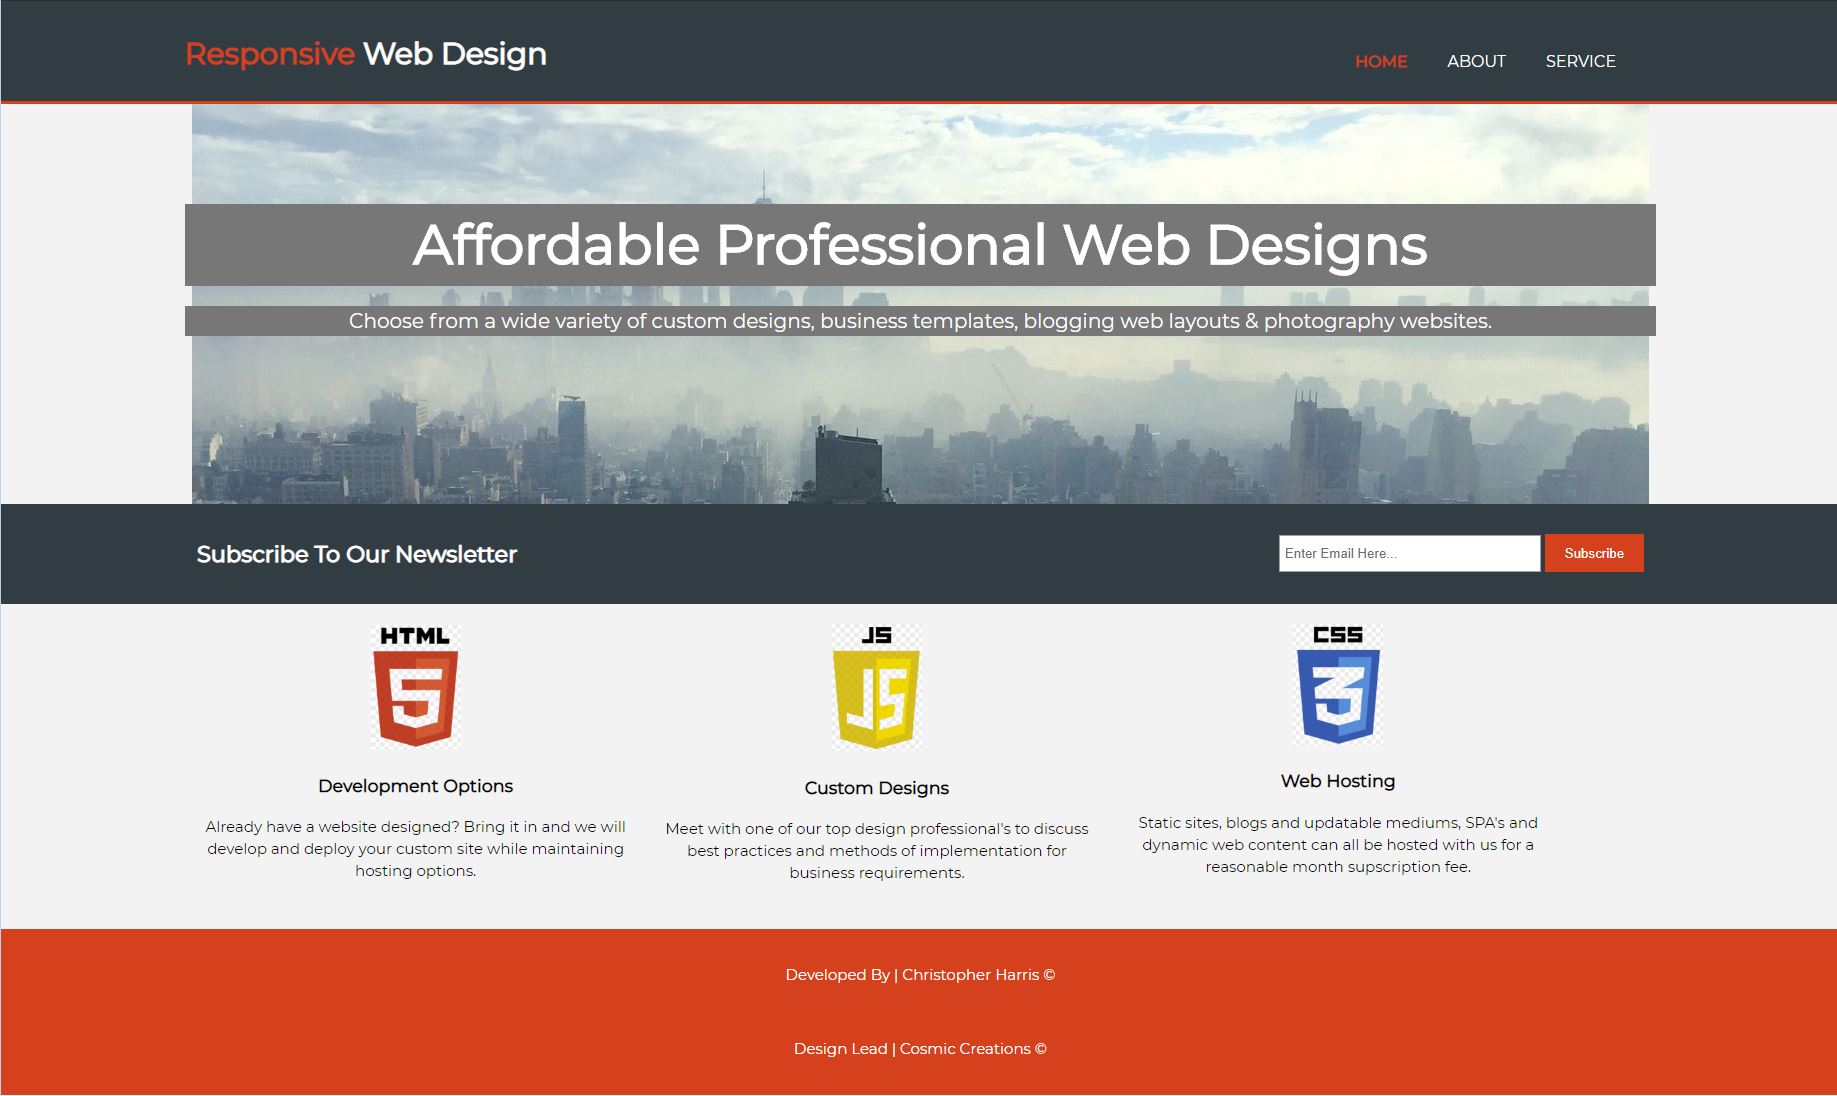 Responsive Web Design
HOME ABOUT SERVICE
Affordable Professional Web Designs
Choose from a wide variety of custom designs, business templates, blogging web layouts & photography websites.
Subscribe To Our Newsletter
Enter Email Here...
Subscribe
HTML
5
Development Options
Already have a website designed? Bring it in and we will
develop and deploy your custom site while maintaining
hosting options.
JS
JS
Custom Designs
Meet with one of our top design professional's to discuss
best practices and methods of implementation for
business requirements.
CSS
3
Web Hosting
Static sites, blogs and updatable mediums, SPA's and
dynamic web content can all be hosted with us for a
reasonable month supscription fee.
Developed By | Christopher Harris ©
Design Lead | Cosmic Creations ©